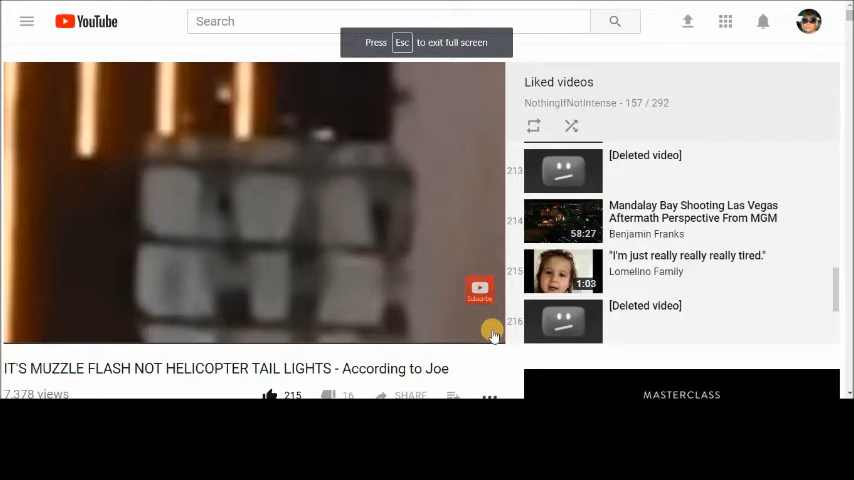 YouTube
Search
Press Esc to exit full screen
Liked videos
NothingIfNotIntense - 157 / 292
213
[Deleted video]
214
58:27
Mandalay Bay Shooting Las Vegas
Aftermath Perspective From MGM
Benjamin Franks
215
1:03
"I'm just really really really tired."
Lomelino Family
216
[Deleted video]
Subscribe
IT'S MUZZLE FLASH NOT HELICOPTER TAIL LIGHTS - According to Joe
7,378 views
215
16
SHARE
MASTERCLASS